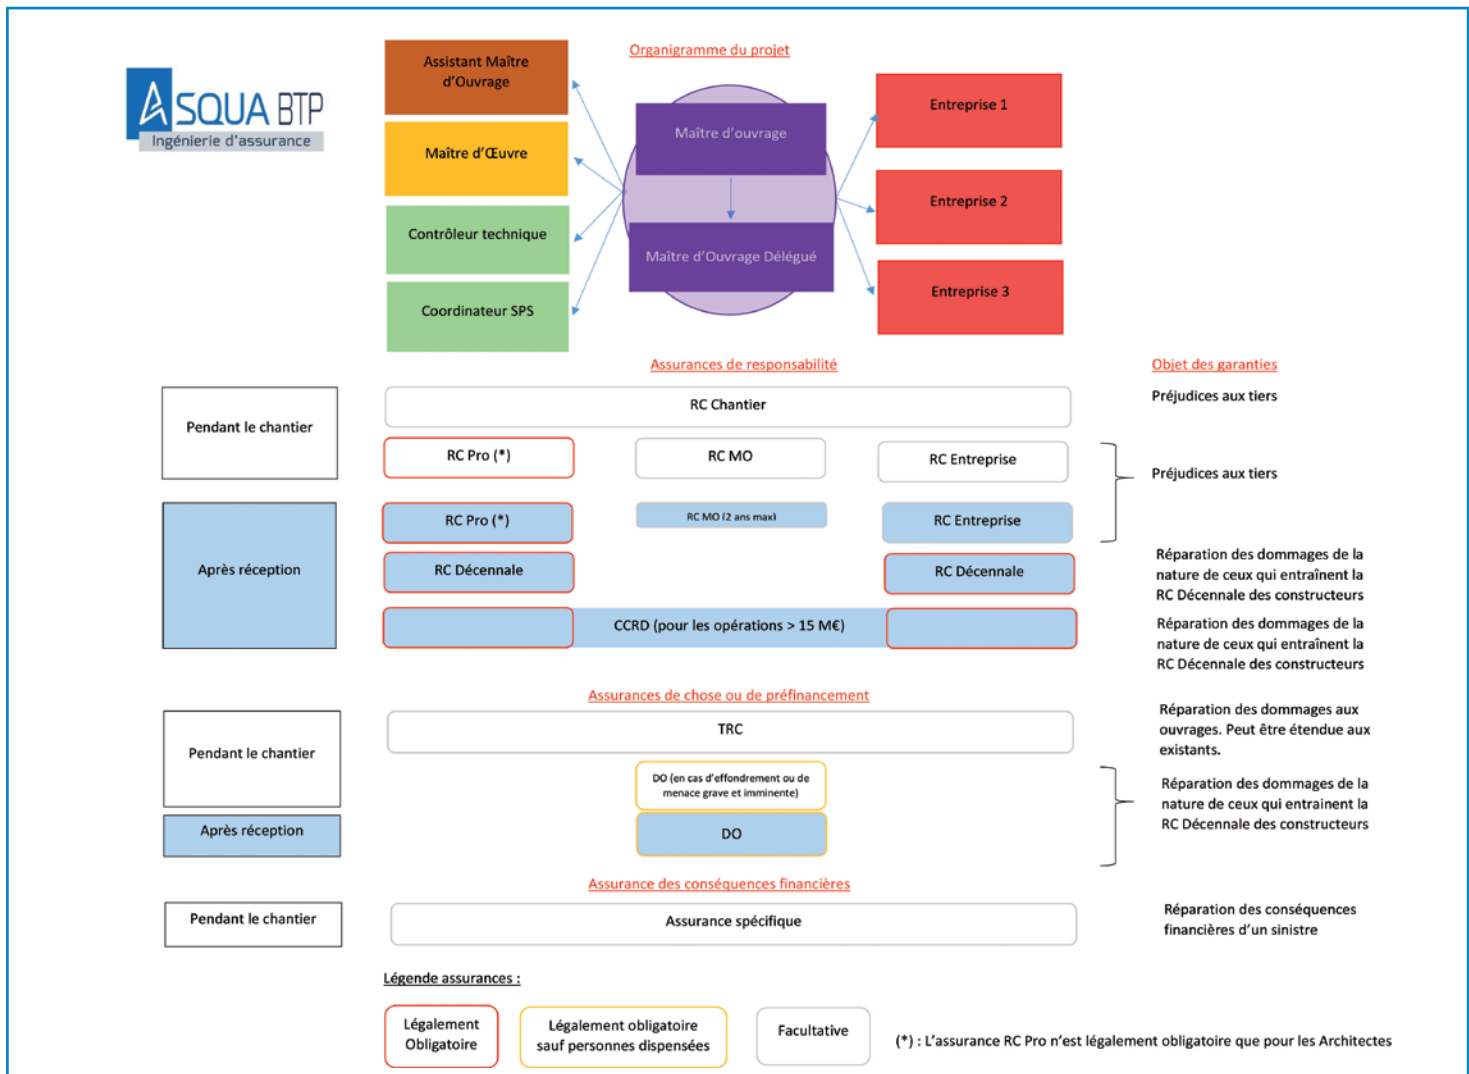 ASQUA BTP
Ingénierie d'assurance
Organigramme du projet
Assistant Maître
d'Ouvrage
Maître d'Œuvre
Contrôleur technique
Coordinateur SPS
Maître d'ouvrage
Maître d'Ouvrage Délégué
Entreprise 1
Entreprise 2
Entreprise 3
Assurances de responsabilité
Objet des garanties
Pendant le chantier
RC Chantier
Préjudices aux tiers
RC Pro (*)
RC MO
RC Entreprise
Préjudices aux tiers
Après réception
RC Pro (*)
RC MO (2 ans max)
RC Entreprise
RC Décennale
RC Décennale
Réparation des dommages de la
nature de ceux qui entraînent la
RC Décennale des constructeurs
CCRD (pour les opérations > 15 M€)
Réparation des dommages de la
nature de ceux qui entraînent la
RC Décennale des constructeurs
Assurances de chose ou de préfinancement
Pendant le chantier
TRC
Réparation des dommages aux
ouvrages. Peut être étendue aux
existants.
DO (en cas d'effondrement ou de
menace grave et imminente)
Après réception
DO
Réparation des dommages de la
nature de ceux qui entrainent la
RC Décennale des constructeurs
Assurance des conséquences financières
Pendant le chantier
Assurance spécifique
Réparation des conséquences
financières d'un sinistre
Légende assurances :
Légalement
Obligatoire
Légalement obligatoire
sauf personnes dispensées
Facultative
(*) : L'assurance RC Pro n'est légalement obligatoire que pour les Architectes